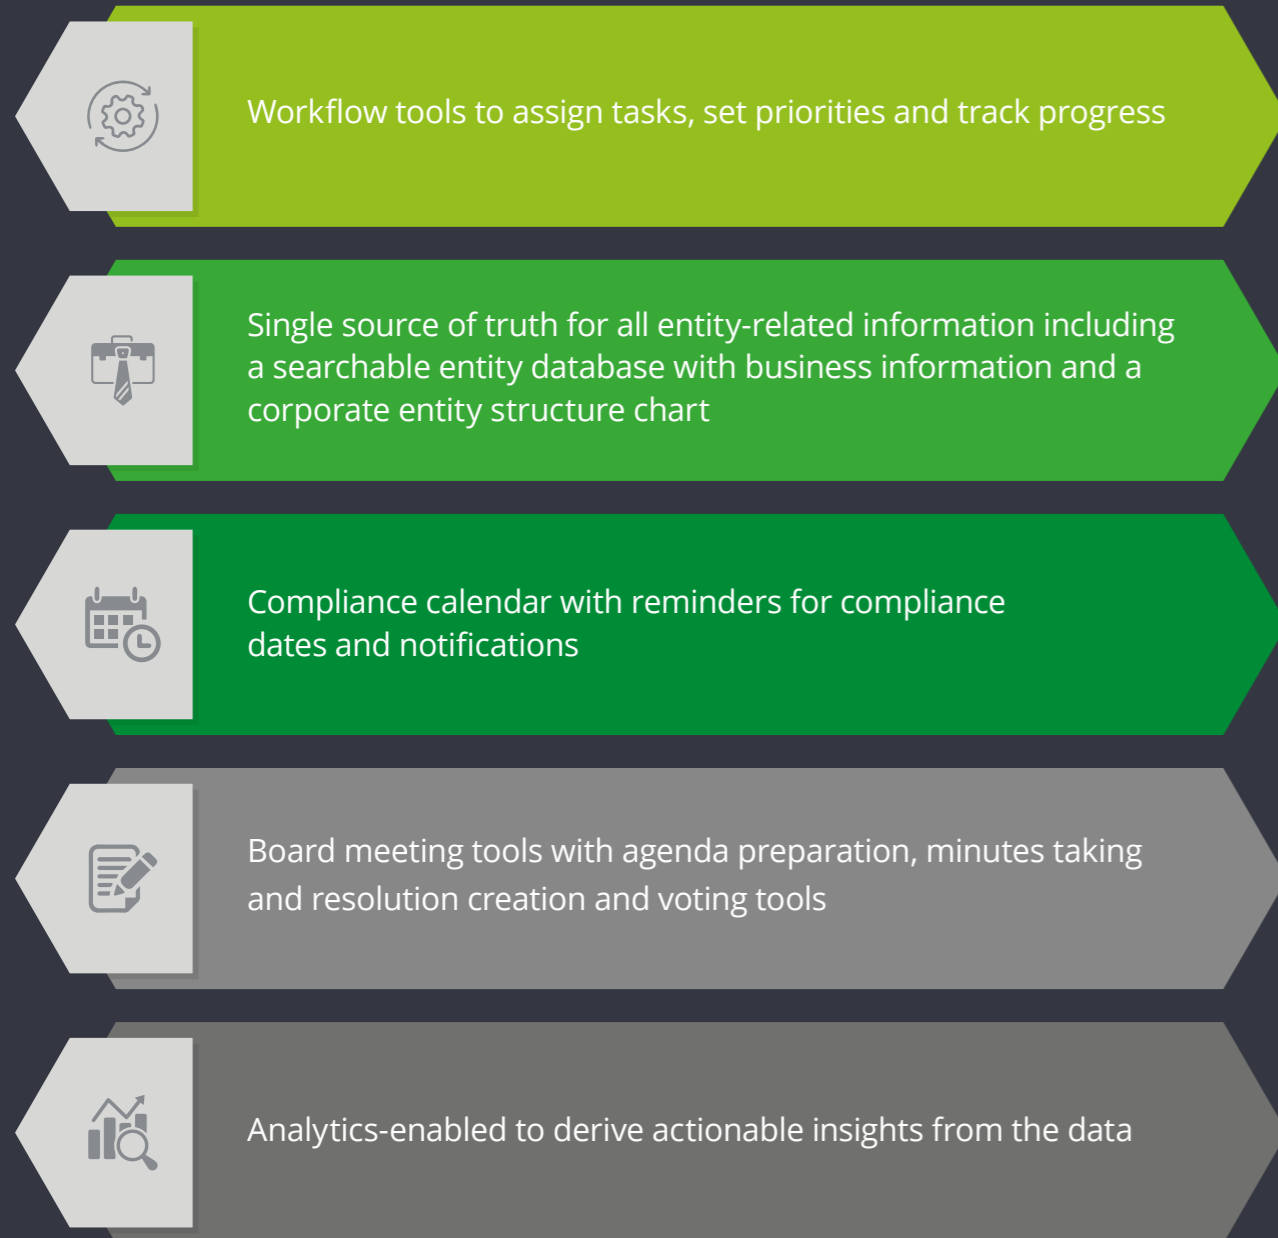 Workflow tools to assign tasks, set priorities and track progress
Single source of truth for all entity-related information including
a searchable entity database with business information and a
corporate entity structure chart
Compliance calendar with reminders for compliance
dates and notifications
Board meeting tools with agenda preparation, minutes taking
and resolution creation and voting tools
Analytics-enabled to derive actionable insights from the data